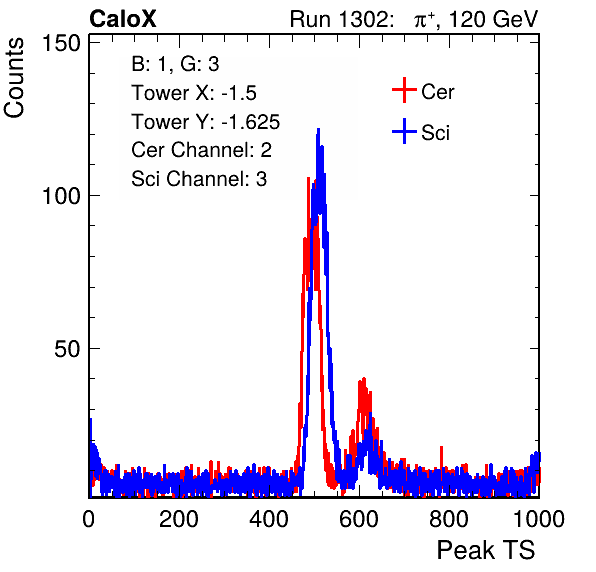 CaloX Run 1302: π⁺, 120 GeV
Counts
150
100
50
B: 1, G: 3
Tower X: -1.5
Tower Y: -1.625
Cer Channel: 2
Sci Channel: 3
Cer
Sci
0 200 400 600 800 1000
Peak TS